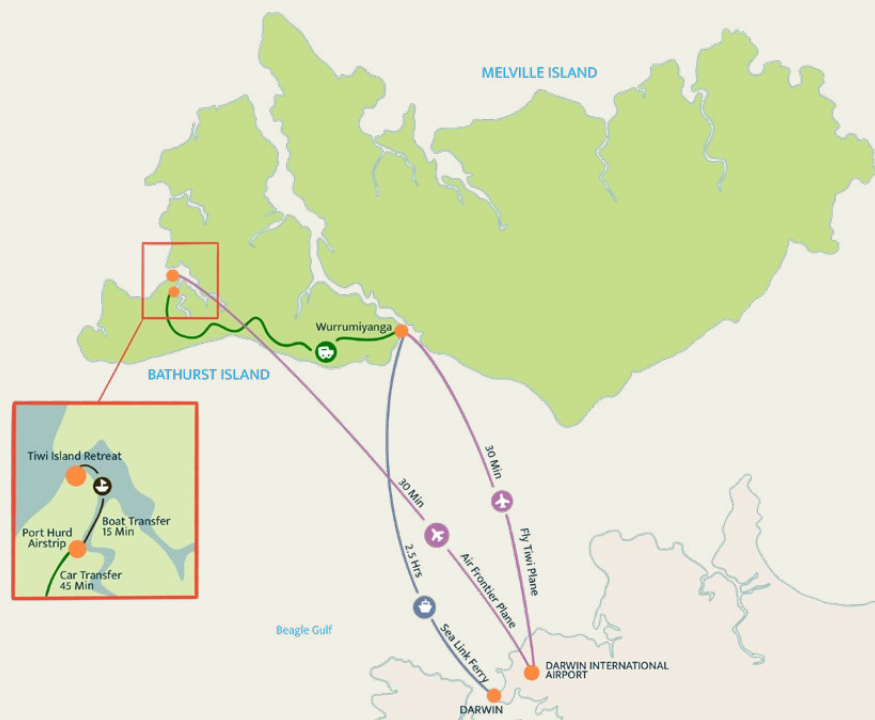 MELVILLE ISLAND
Wurrumiyanga
BATHURST ISLAND
Tiwi Island Retreat
Boat Transfer
15 Min
Port Hurd
Airstrip
Car Transfer
45 Min
30 Min
30 Min
Fly Tiwi Plane
Air Frontier Plane
2.5 Hrs
Sea Link Ferry
Beagle Gulf
DARWIN INTERNATIONAL
AIRPORT
DARWIN